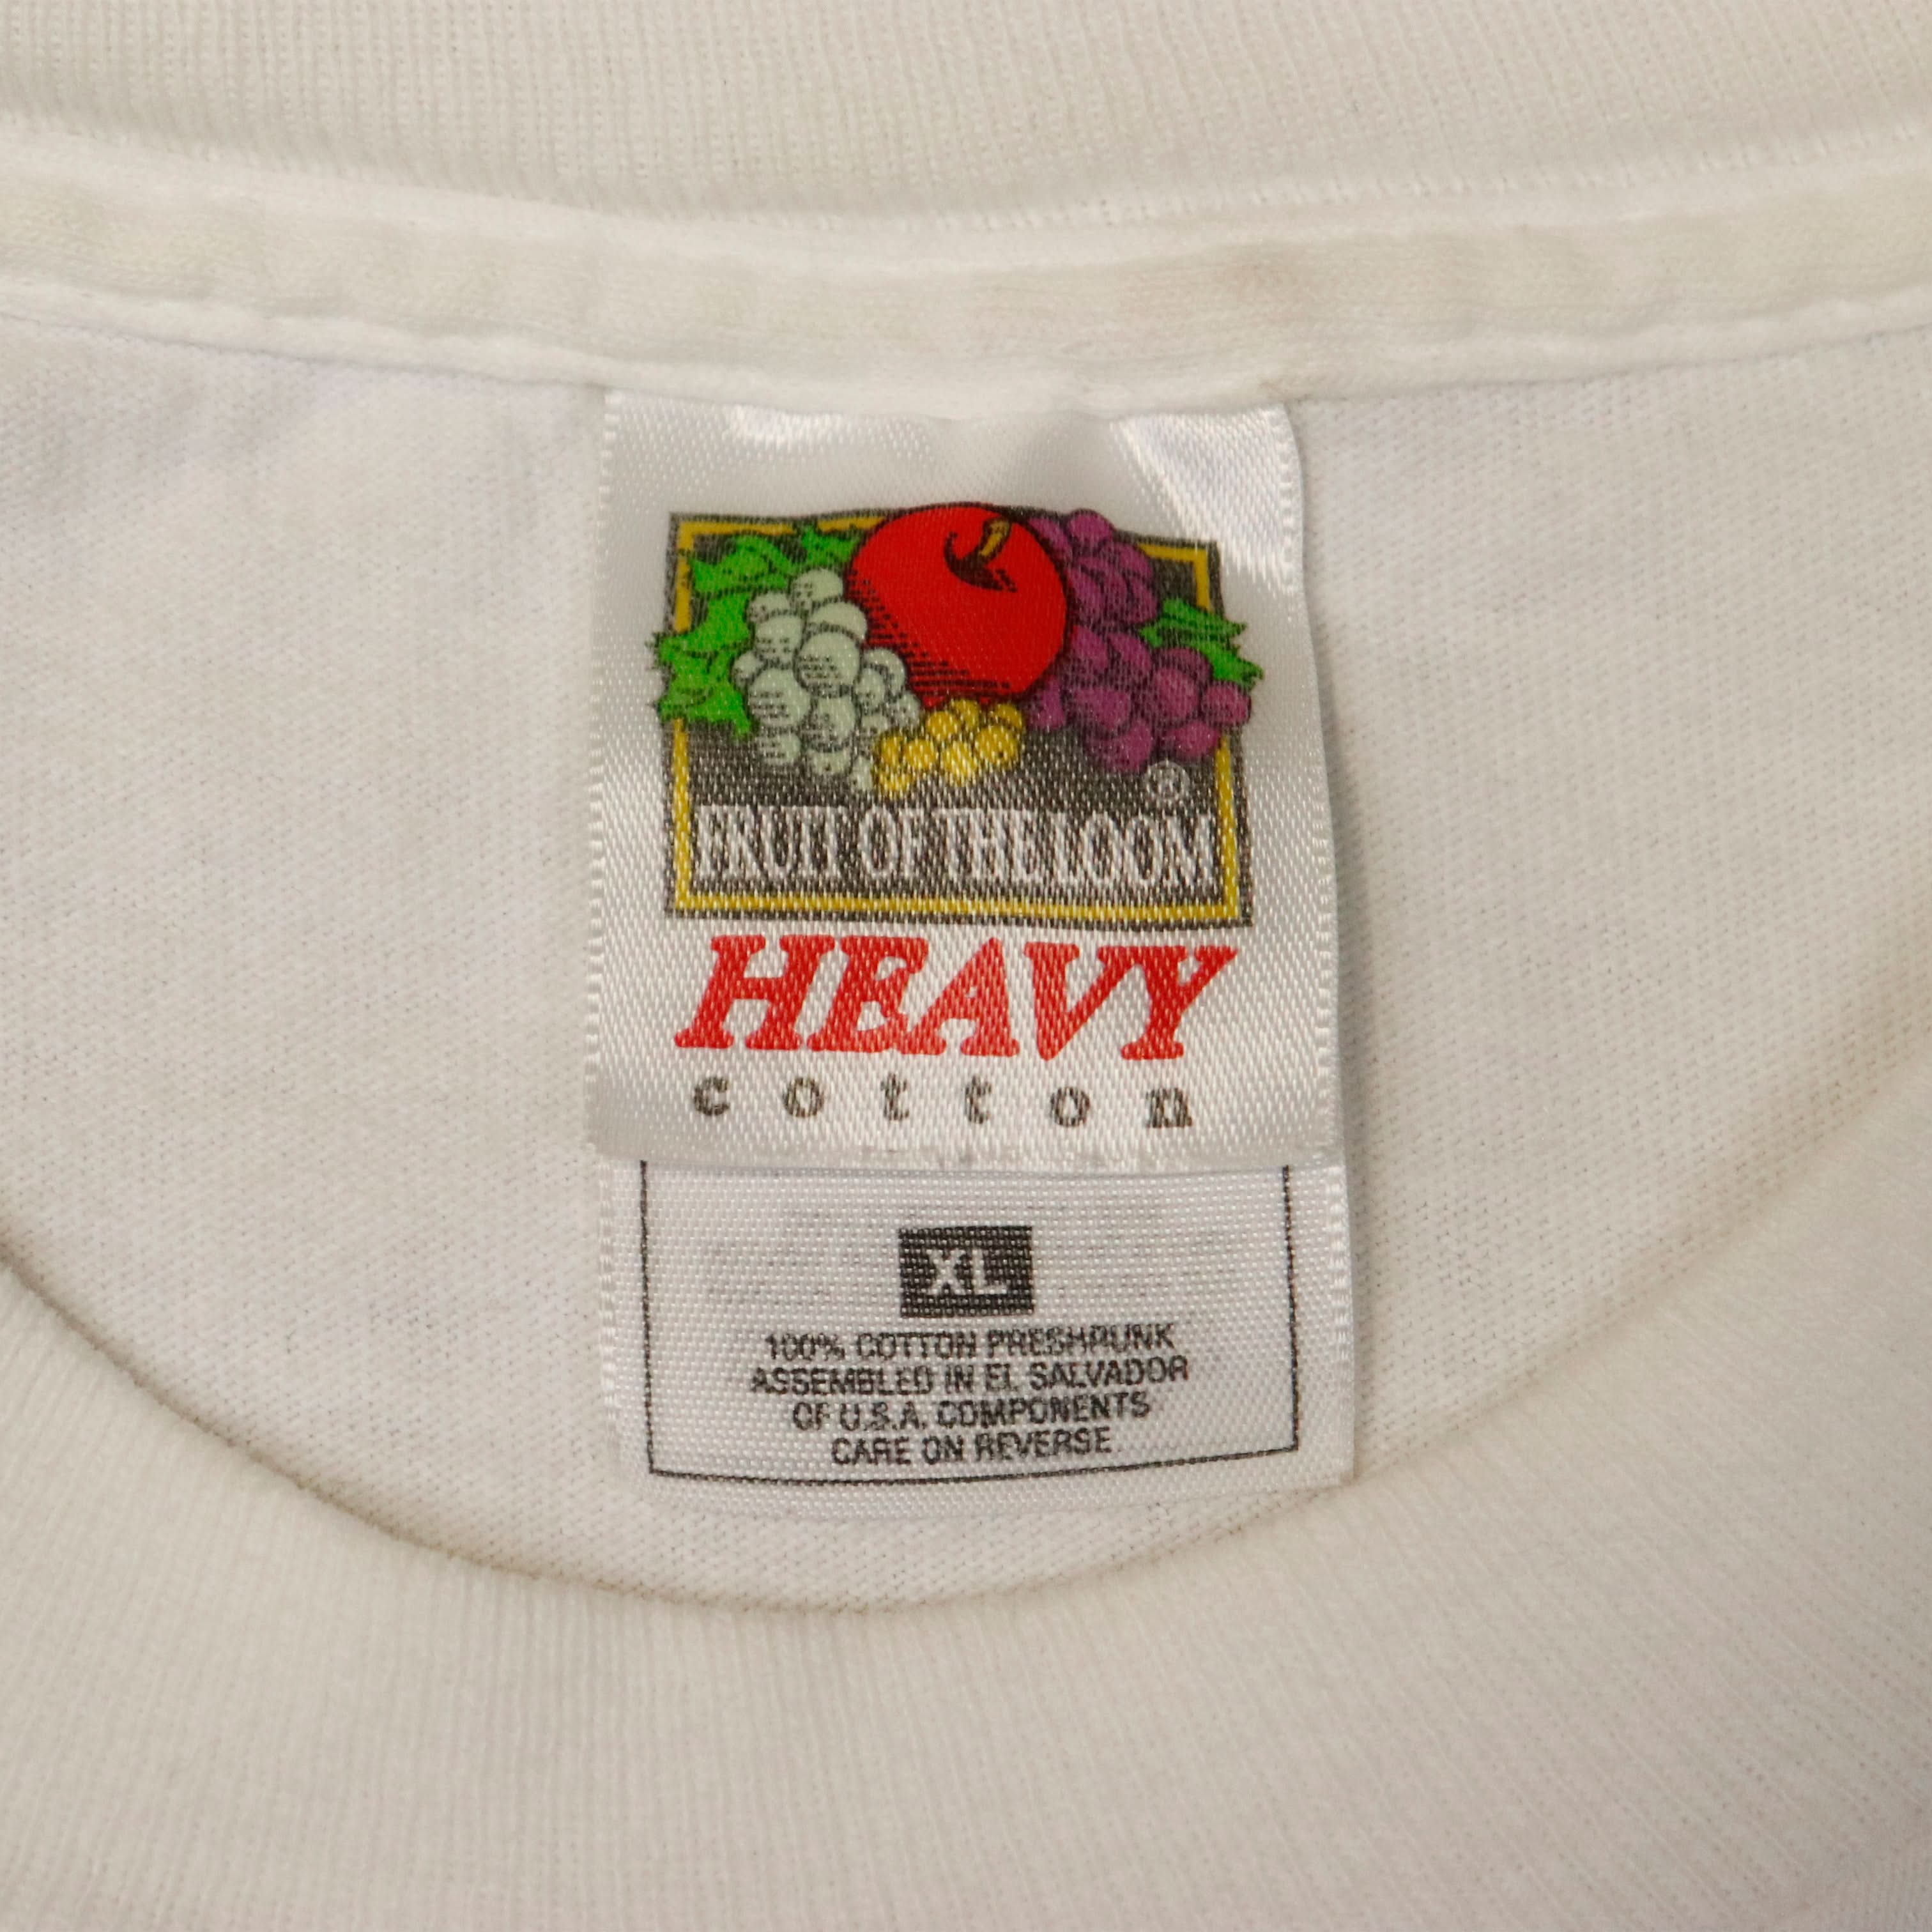 ®
FRUIT OF THE LOOM
HEAVY
cotton
XL
100% COTTON PRESHRUNK
ASSEMBLED IN EL SALVADOR
OF U.S.A. COMPONENTS
CARE ON REVERSE